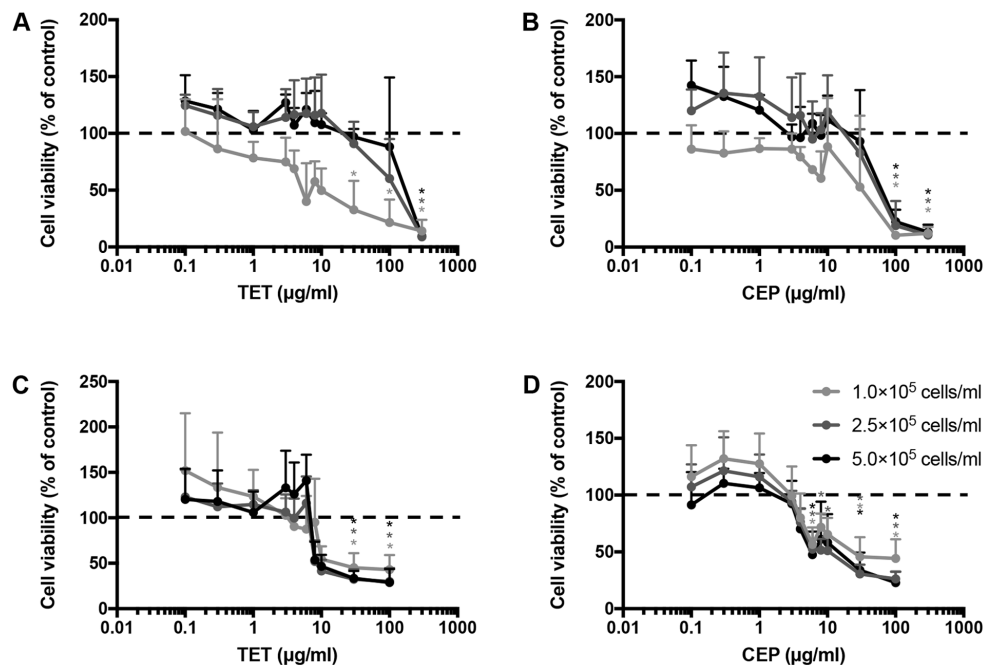 A
Cell viability (% of control)
200
150
100
50
0
0.01 0.1 1 10 100 1000
TET (µg/ml)
* * * * *
B
Cell viability (% of control)
200
150
100
50
0
0.01 0.1 1 10 100 1000
CEP (µg/ml)
* * * * * *
C
Cell viability (% of control)
250
200
150
100
50
0
0.01 0.1 1 10 100 1000
TET (µg/ml)
* * * * * *
D
Cell viability (% of control)
200
150
100
50
0
0.01 0.1 1 10 100 1000
CEP (µg/ml)
1.0×10⁵ cells/ml
2.5×10⁵ cells/ml
5.0×10⁵ cells/ml